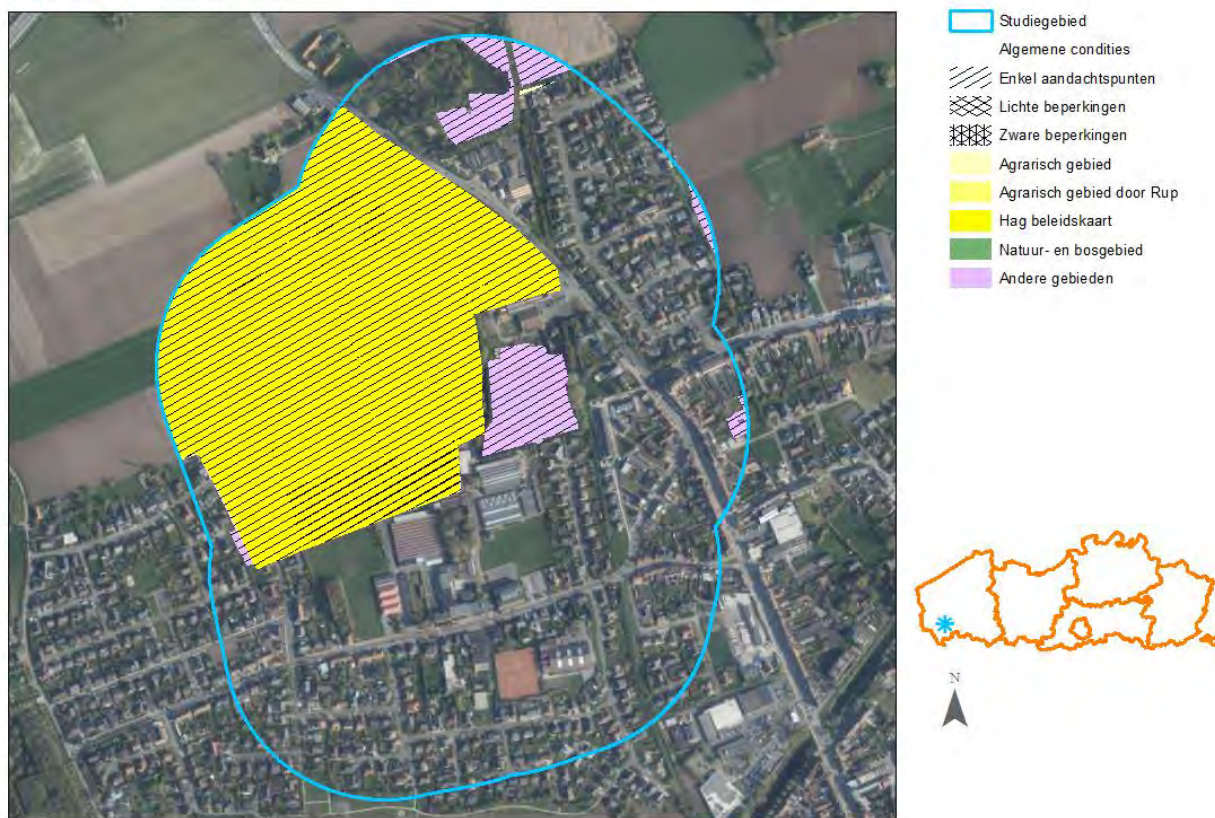 Studiegebied
Algemene condities
Enkel aandachtspunten
Lichte beperkingen
Zware beperkingen
Agrarisch gebied
Agrarisch gebied door Rup
Hag beleidskaart
Natuur- en bosgebied
Andere gebieden
N